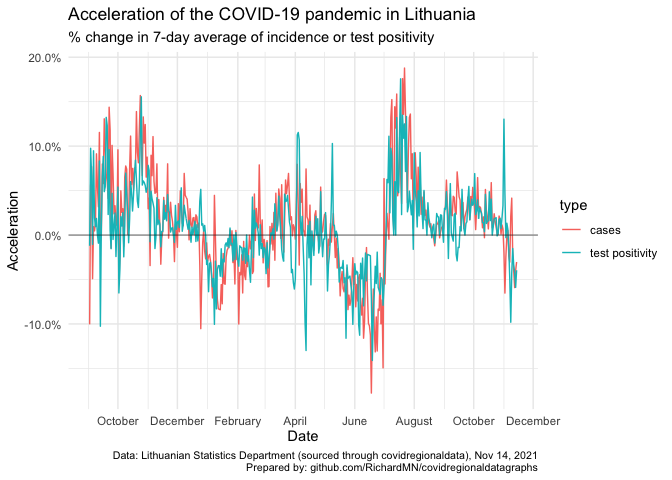 Acceleration of the COVID-19 pandemic in Lithuania
% change in 7-day average of incidence or test positivity
20.0%
10.0%
0.0%
-10.0%
Acceleration
October December February April June August October December
Date
type
cases
test positivity
Data: Lithuanian Statistics Department (sourced through covidregionaldata), Nov 14, 2021
Prepared by: github.com/RichardMN/covidregionaldatagraphs